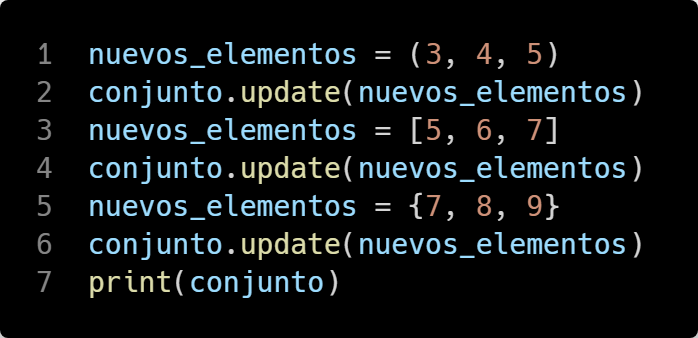 1 nuevos_elementos = (3, 4, 5)
2 conjunto.update(nuevos_elementos)
3 nuevos_elementos = [5, 6, 7]
4 conjunto.update(nuevos_elementos)
5 nuevos_elementos = {7, 8, 9}
6 conjunto.update(nuevos_elementos)
7 print(conjunto)